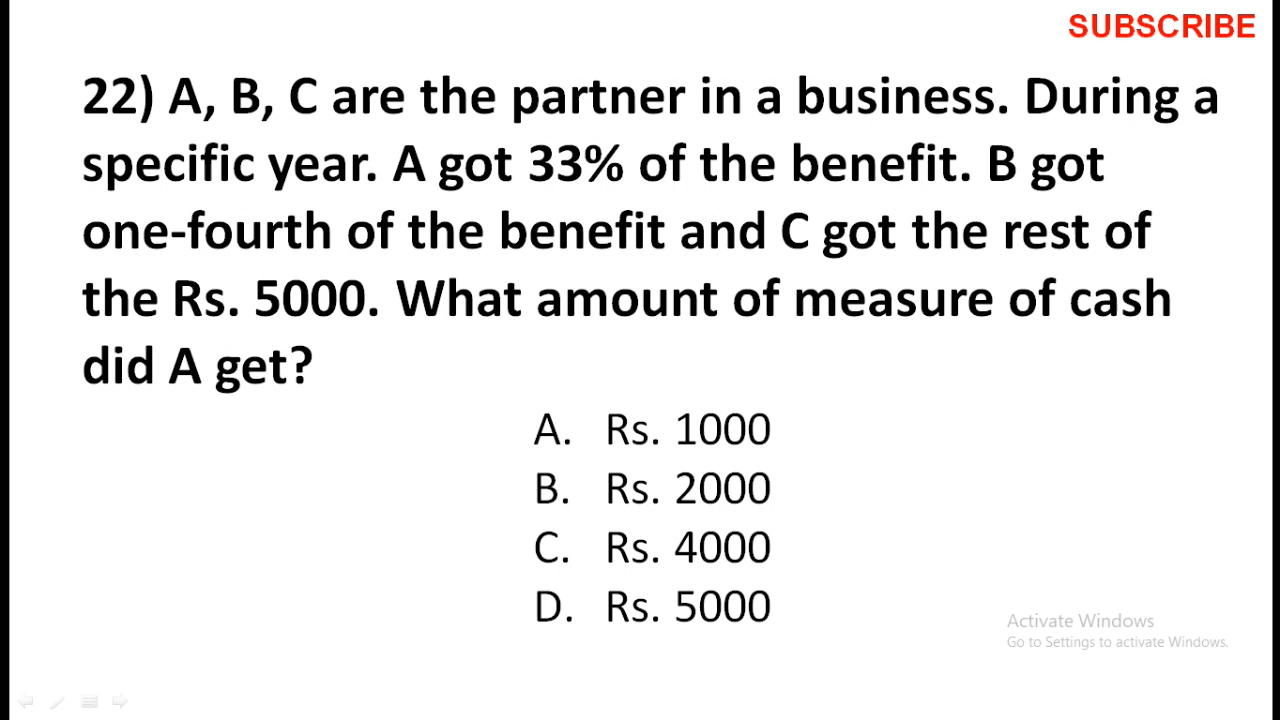 SUBSCRIBE
22) A, B, C are the partner in a business. During a
specific year. A got 33% of the benefit. B got
one-fourth of the benefit and C got the rest of
the Rs. 5000. What amount of measure of cash
did A get?
A. Rs. 1000
B. Rs. 2000
C. Rs. 4000
D. Rs. 5000
Activate Windows
Go to Settings to activate Windows.